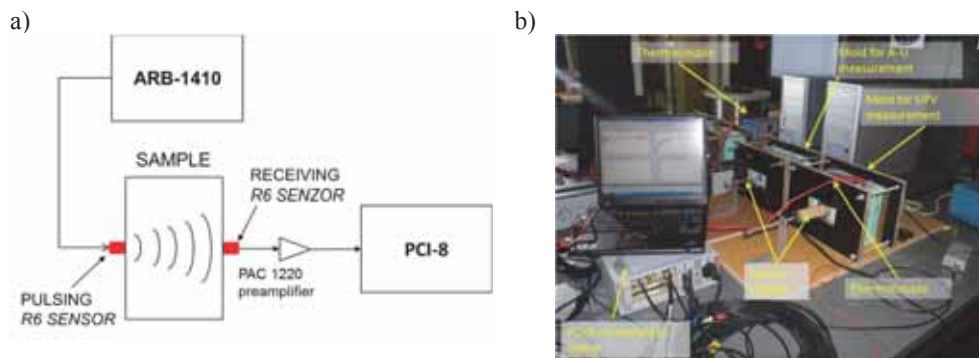 a)
b)
ARB-1410
SAMPLE
RECEIVING
R6 SENZOR
PCI-8
PAC 1220
preamplifier
PULSING
R6 SENSOR
Thermocouple
Mold for A-U
measurement
Mold for UPV
measurement
Thermocouple